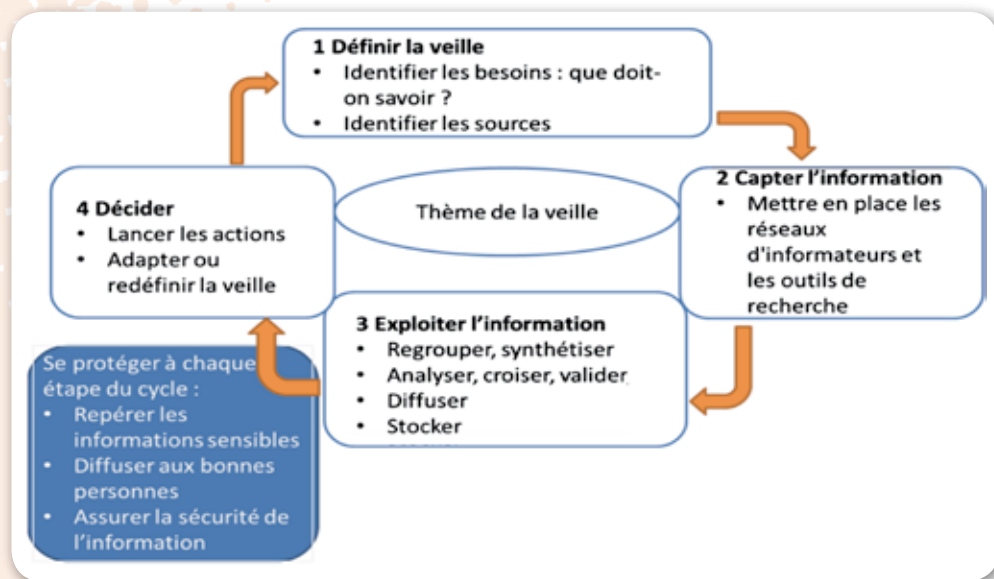 1 Définir la veille
• Identifier les besoins : que doit-
on savoir ?
• Identifier les sources
2 Capter l'information
• Mettre en place les
réseaux
d'informateurs et
les outils de
recherche
Thème de la veille
4 Décider
• Lancer les actions
• Adapter ou
redéfinir la veille
3 Exploiter l'information
• Regrouper, synthétiser
• Analyser, croiser, valider
• Diffuser
• Stocker
Se protéger à chaque
étape du cycle :
• Repérer les
informations sensibles
• Diffuser aux bonnes
personnes
• Assurer la sécurité de
l'information